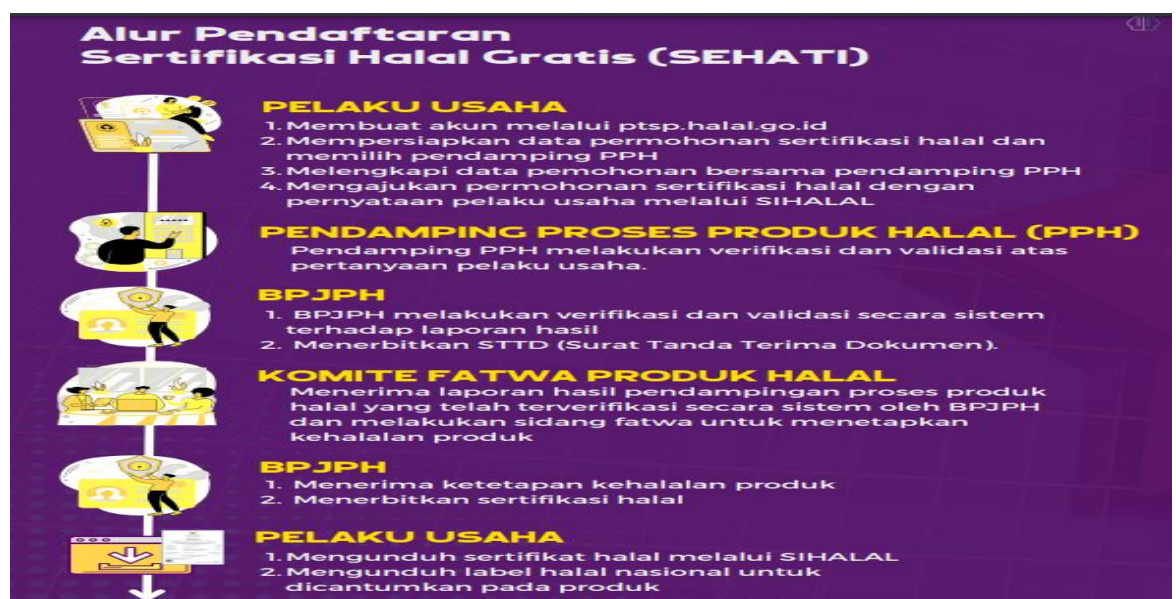 Alur Pendaftaran
Sertifikasi Halal Gratis (SEHATI)
PELAKU USAHA
1. Membuat akun melalui ptsp.halal.go.id
2. Mempersiapkan data permohonan sertifikasi halal dan
memilih pendamping PPH
3. Melengkapi data pemohonan bersama pendamping PPH
4. Mengajukan permohonan sertifikasi halal dengan
pernyataan pelaku usaha melalui SIHALAL
PENDAMPING PROSES PRODUK HALAL (PPH)
Pendamping PPH melakukan verifikasi dan validasi atas
pertanyaan pelaku usaha.
BPJPH
1. BPJPH melakukan verifikasi dan validasi secara sistem
terhadap laporan hasil
2. Menerbitkan STTD (Surat Tanda Terima Dokumen).
KOMITE FATWA PRODUK HALAL
Menerima laporan hasil pendampingan proses produk
halal yang telah terverifikasi secara sistem oleh BPJPH
dan melakukan sidang fatwa untuk menetapkan
kehalalan produk
BPJPH
1. Menerima ketetapan kehalalan produk
2. Menerbitkan sertifikasi halal
PELAKU USAHA
1. Mengunduh sertifikat halal melalui SIHALAL
2. Mengunduh label halal nasional untuk
dicantumkan pada produk